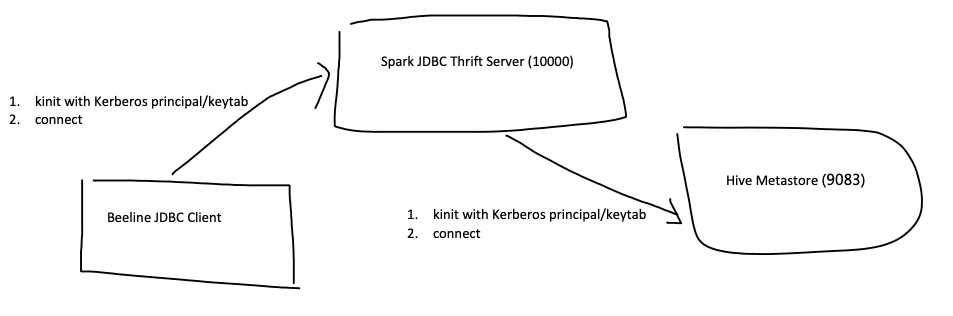 Spark JDBC Thrift Server (10000)
1. kinit with Kerberos principal/keytab
2. connect
Hive Metastore (9083)
Beeline JDBC Client
1. kinit with Kerberos principal/keytab
2. connect